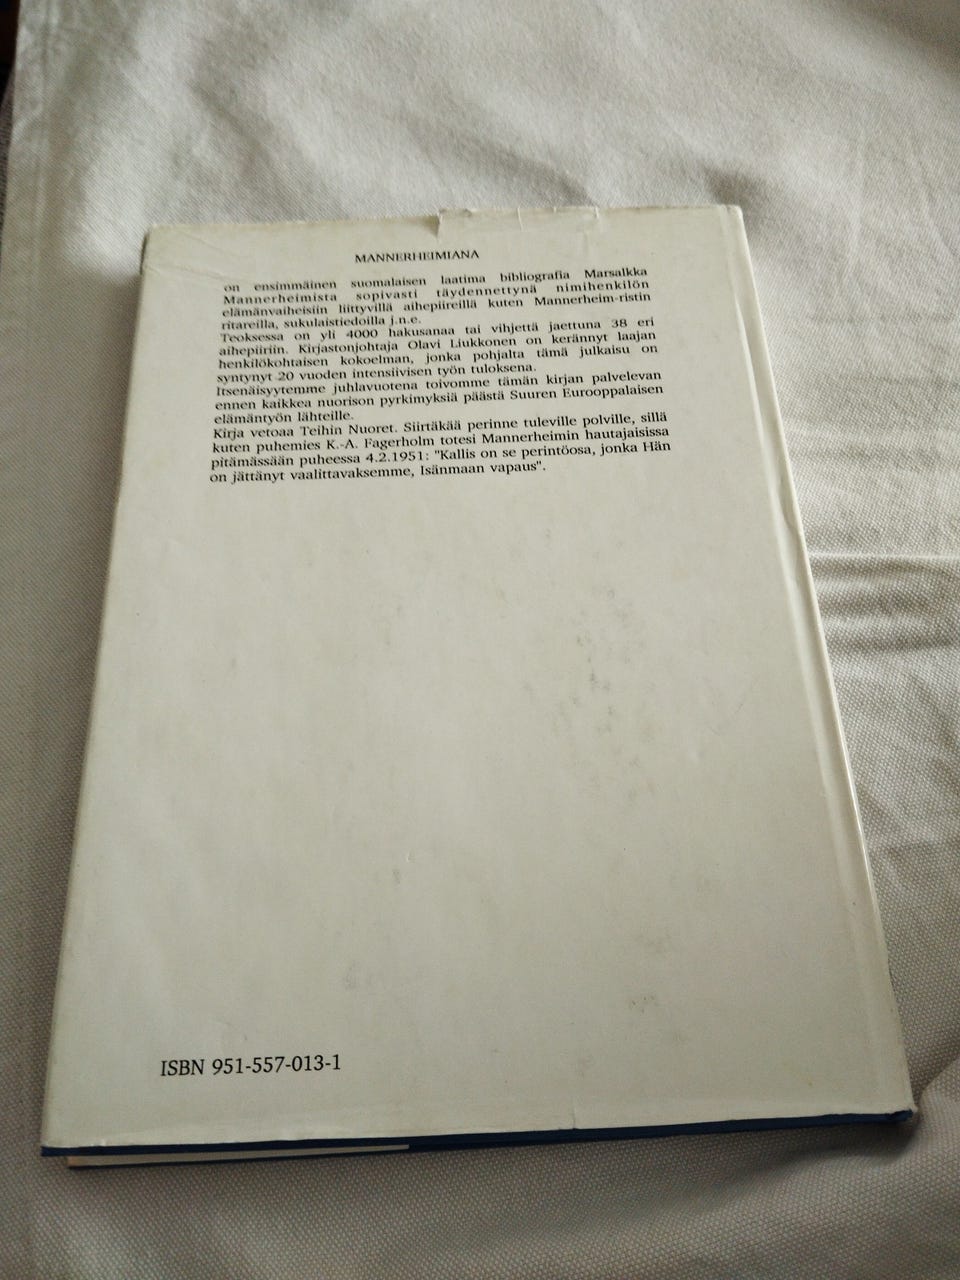 MANNERHEIMIANA
on ensimmäinen suomalaisen laatima bibliografia Marsalkka
Mannerheimista sopivasti täydennettynä nimihenkilön
elämänvaiheisiin liittyvillä aihepiireillä kuten Mannerheim-ristin
ritareilla, sukulaistiedoilla j.n.e.
Teoksessa on yli 4000 hakusanaa tai vihjettä jaettuna 38 eri
aihepiiriin. Kirjastonjohtaja Olavi Liukkonen on kerännyt laajan
henkilökohtaisen kokoelman, jonka pohjalta tämä julkaisu on
syntynyt 20 vuoden intensiivisen työn tuloksena.
Itsenäisyytemme juhlavuotena toivomme tämän kirjan palvelevan
ennen kaikkea nuorison pyrkimyksiä päästä Suuren Eurooppalaisen
elämäntyön lähteille.
Kirja vetoaa Teihin Nuoret. Siirtäkää perinne tuleville polville, sillä
kuten puhemies K.-A. Fagerholm totesi Mannerheimin hautajaisissa
pitämässään puheessa 4.2.1951: "Kallis on se perintöosa, jonka Hän
on jättänyt vaalittavaksemme, Isänmaan vapaus".
ISBN 951-557-013-1